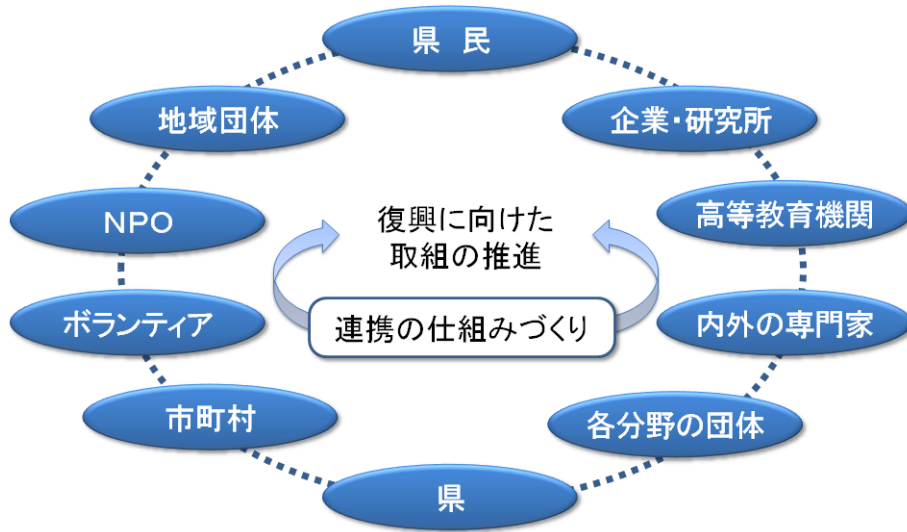 県 民
地域団体
企業・研究所
NPO
高等教育機関
復興に向けた
取組の推進
ボランティア
連携の仕組みづくり
内外の専門家
市町村
各分野の団体
県